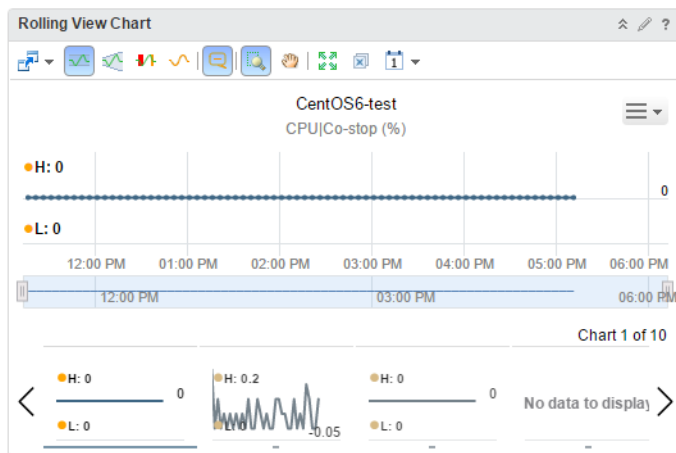 Rolling View Chart
?
1
CentOS6-test
CPU|Co-stop (%)
H: 0
0
L: 0
12:00 PM 01:00 PM 02:00 PM 03:00 PM 04:00 PM 05:00 PM 06:00 PM
12:00 PM 03:00 PM 06:00 PM
Chart 1 of 10
H: 0 H: 0.2 H: 0
0 0
No data to display
L: 0 L: 0 -0.05 L: 0
- - -